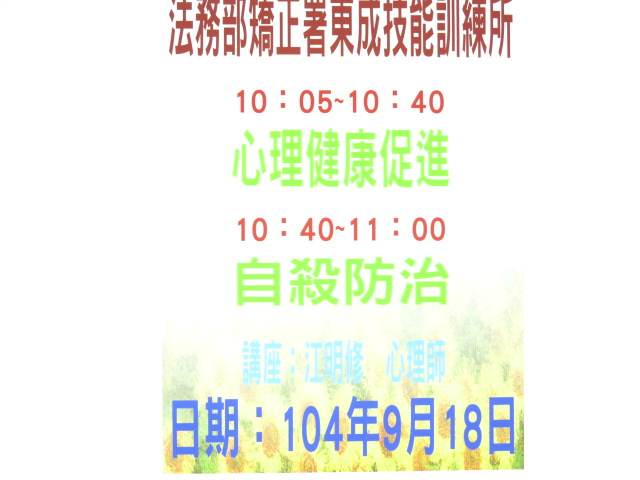 法務部矯正署東成技能訓練所
10：05~10：40
心理健康促進
10：40~11：00
自殺防治
講座：江明修 心理師
日期：104年9月18日